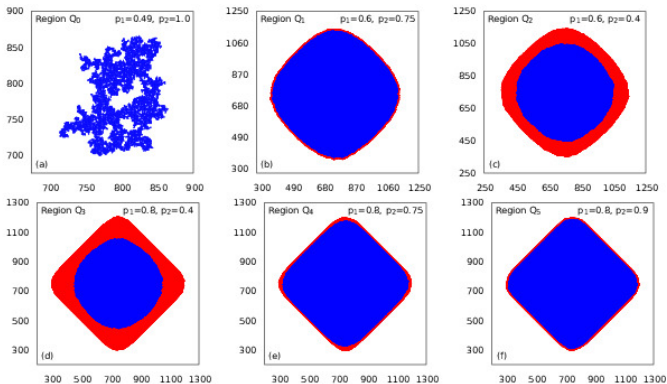 Region Q0 p1=0.49, p2=1.0
900
850
800
750
700
(a)
700 750 800 850 900
Region Q1 p1=0.6, p2=0.75
1250
1060
870
680
490
300
(b)
300 490 680 870 1060 1250
Region Q2 p1=0.6, p2=0.4
1250
1050
850
650
450
(c)
250 450 650 850 1050 1250
Region Q3 p1=0.8, p2=0.4
1300
1100
900
700
500
300
(d)
300 500 700 900 1100 1300
Region Q4 p1=0.8, p2=0.75
1300
1100
900
700
500
300
(e)
300 500 700 900 1100 1300
Region Q5 p1=0.8, p2=0.9
1300
1100
900
700
500
300
(f)
300 500 700 900 1100 1300